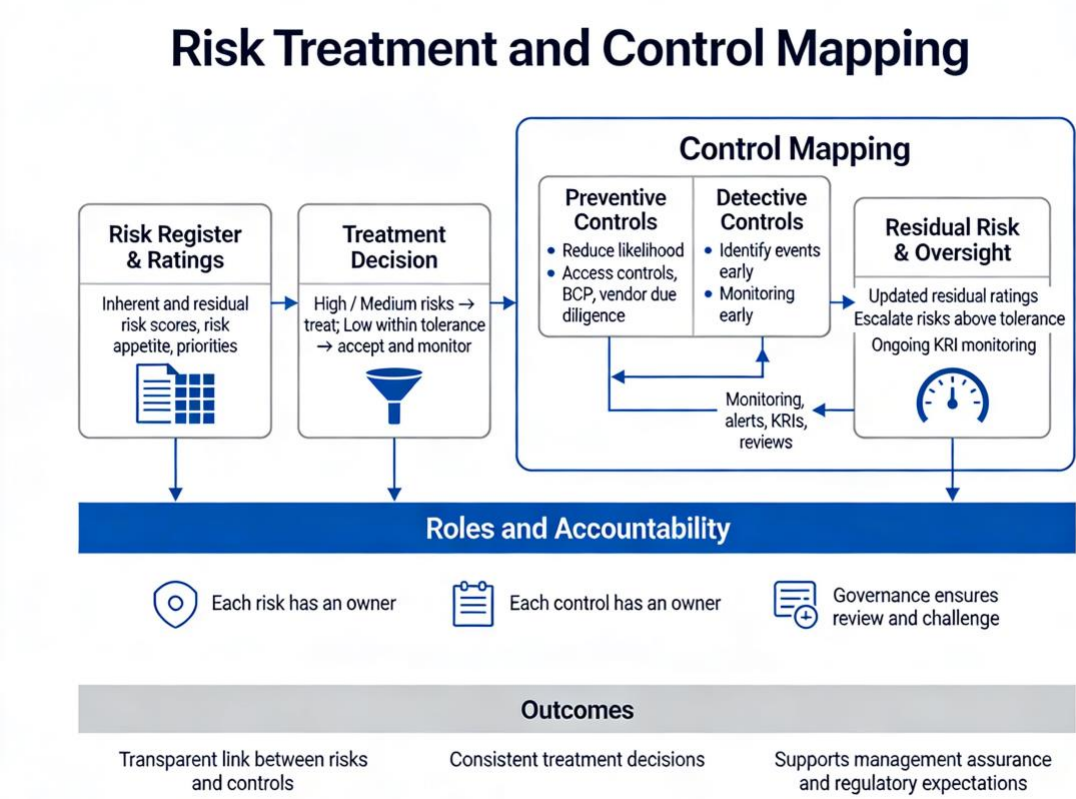 Risk Treatment and Control Mapping
Control Mapping
Risk Register
& Ratings
Inherent and residual
risk scores, risk
appetite, priorities
Treatment
Decision
High / Medium risks →
treat; Low within tolerance
→ accept and monitor
Preventive
Controls
• Reduce likelihood
• Access controls,
BCP, vendor due
diligence
Detective
Controls
• Identify events
early
• Monitoring
early
Residual Risk
& Oversight
Updated residual ratings
Escalate risks above tolerance
Ongoing KRI monitoring
Monitoring,
alerts, KRIs,
reviews
Roles and Accountability
Each risk has an owner
Each control has an owner
Governance ensures
review and challenge
Outcomes
Transparent link between risks
and controls
Consistent treatment decisions
Supports management assurance
and regulatory expectations